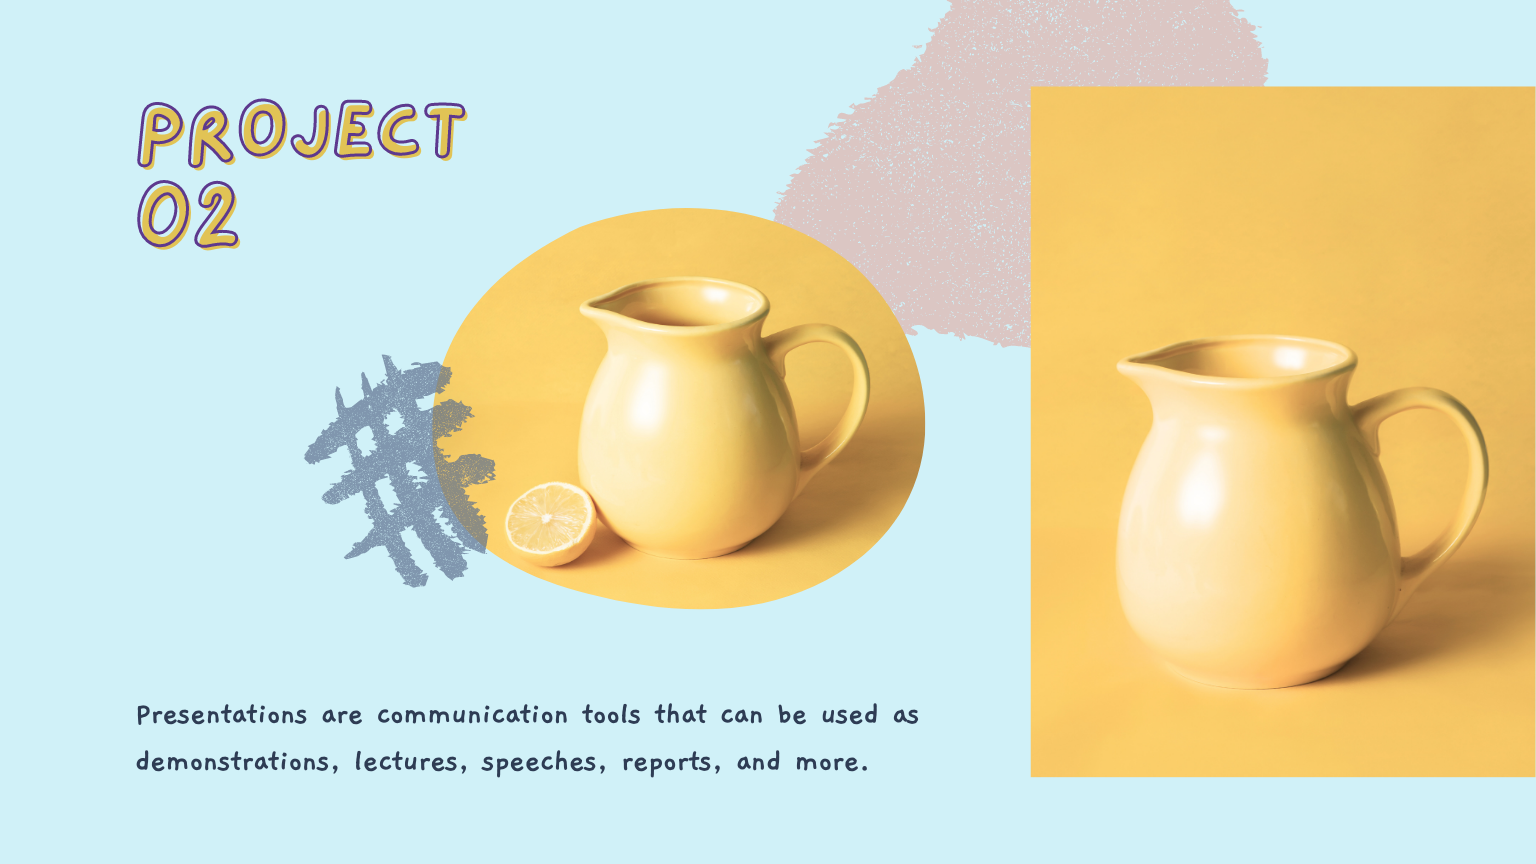 PROJECT
02
Presentations are communication tools that can be used as
demonstrations, lectures, speeches, reports, and more.